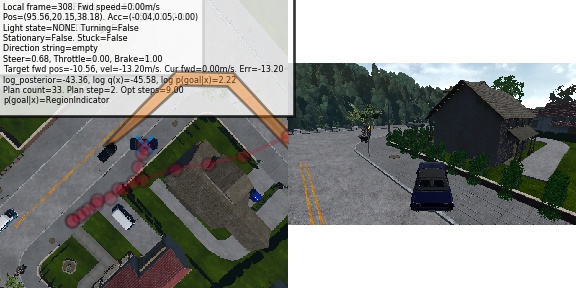 Local frame=308. Fwd speed=0.00m/s
Pos=(95.56,20.15,38.18). Acc=(-0.04,0.05,-0.00)
Light state=NONE. Turning=False
Stationary=False. Stuck=False
Direction string=empty
Steer=0.68, Throttle=0.00, Brake=1.00
Target fwd pos=-10.56, vel=-13.20m/s. Cur fwd=0.00m/s. Err=-13.20
log_posterior=-43.36, log q(x)=-45.58, log p(goal|x)=2.22
Plan count=33. Plan step=2. Opt steps=9.00
p(goal|x)=RegionIndicator